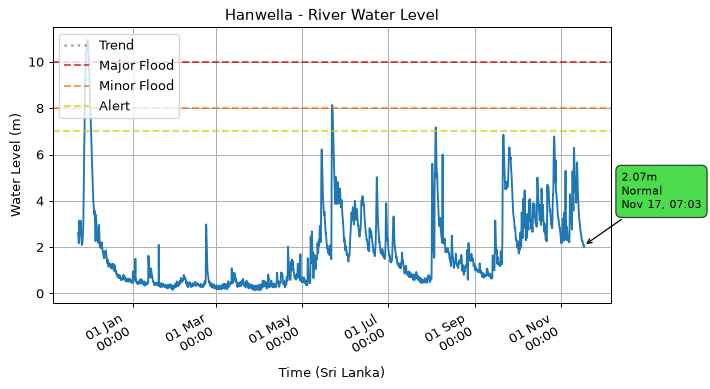 Hanwella - River Water Level
Trend
Major Flood
Minor Flood
Alert
Water Level (m)
10
8
6
4
2
0
2.07m
Normal
Nov 17, 07:03
01 Jan
00:00
01 Mar
00:00
01 May
00:00
01 Jul
00:00
01 Sep
00:00
01 Nov
00:00
Time (Sri Lanka)